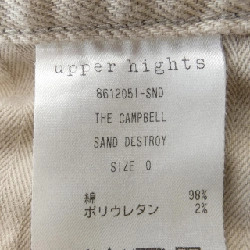 upper hights
8612051-SND
THE CAMPBELL
SAND DESTROY
SIZE 0
綿 98%
ポリウレタン 2%